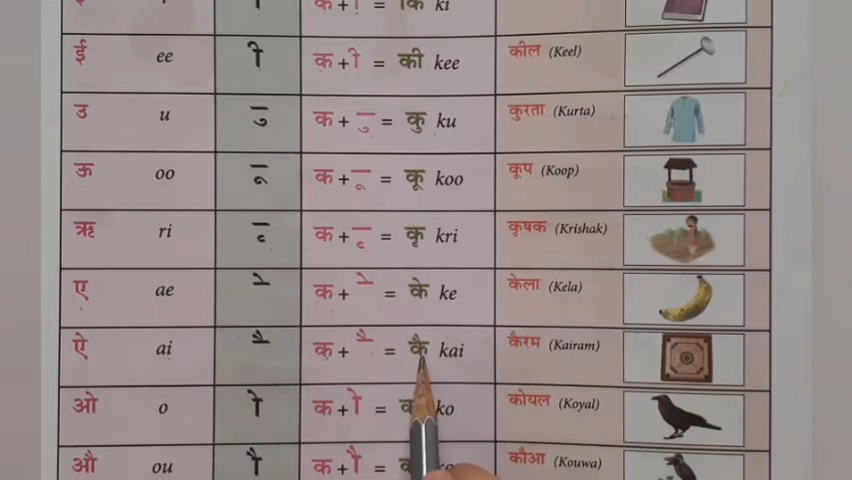 क + ि = कि ki
ई ee ी क + ी = की kee कील (Keel)
उ u ु क + ु = कु ku कुरता (Kurta)
ऊ oo ू क + ू = कू koo कूप (Koop)
ऋ ri ृ क + ृ = कृ kri कृषक (Krishak)
ए ae े क + े = के ke केला (Kela)
ऐ ai ै क + ै = कै kai कैरम (Kairam)
ओ o ो क + ो = ko कोयल (Koyal)
औ ou ौ क + ौ = कौआ (Kouwa)